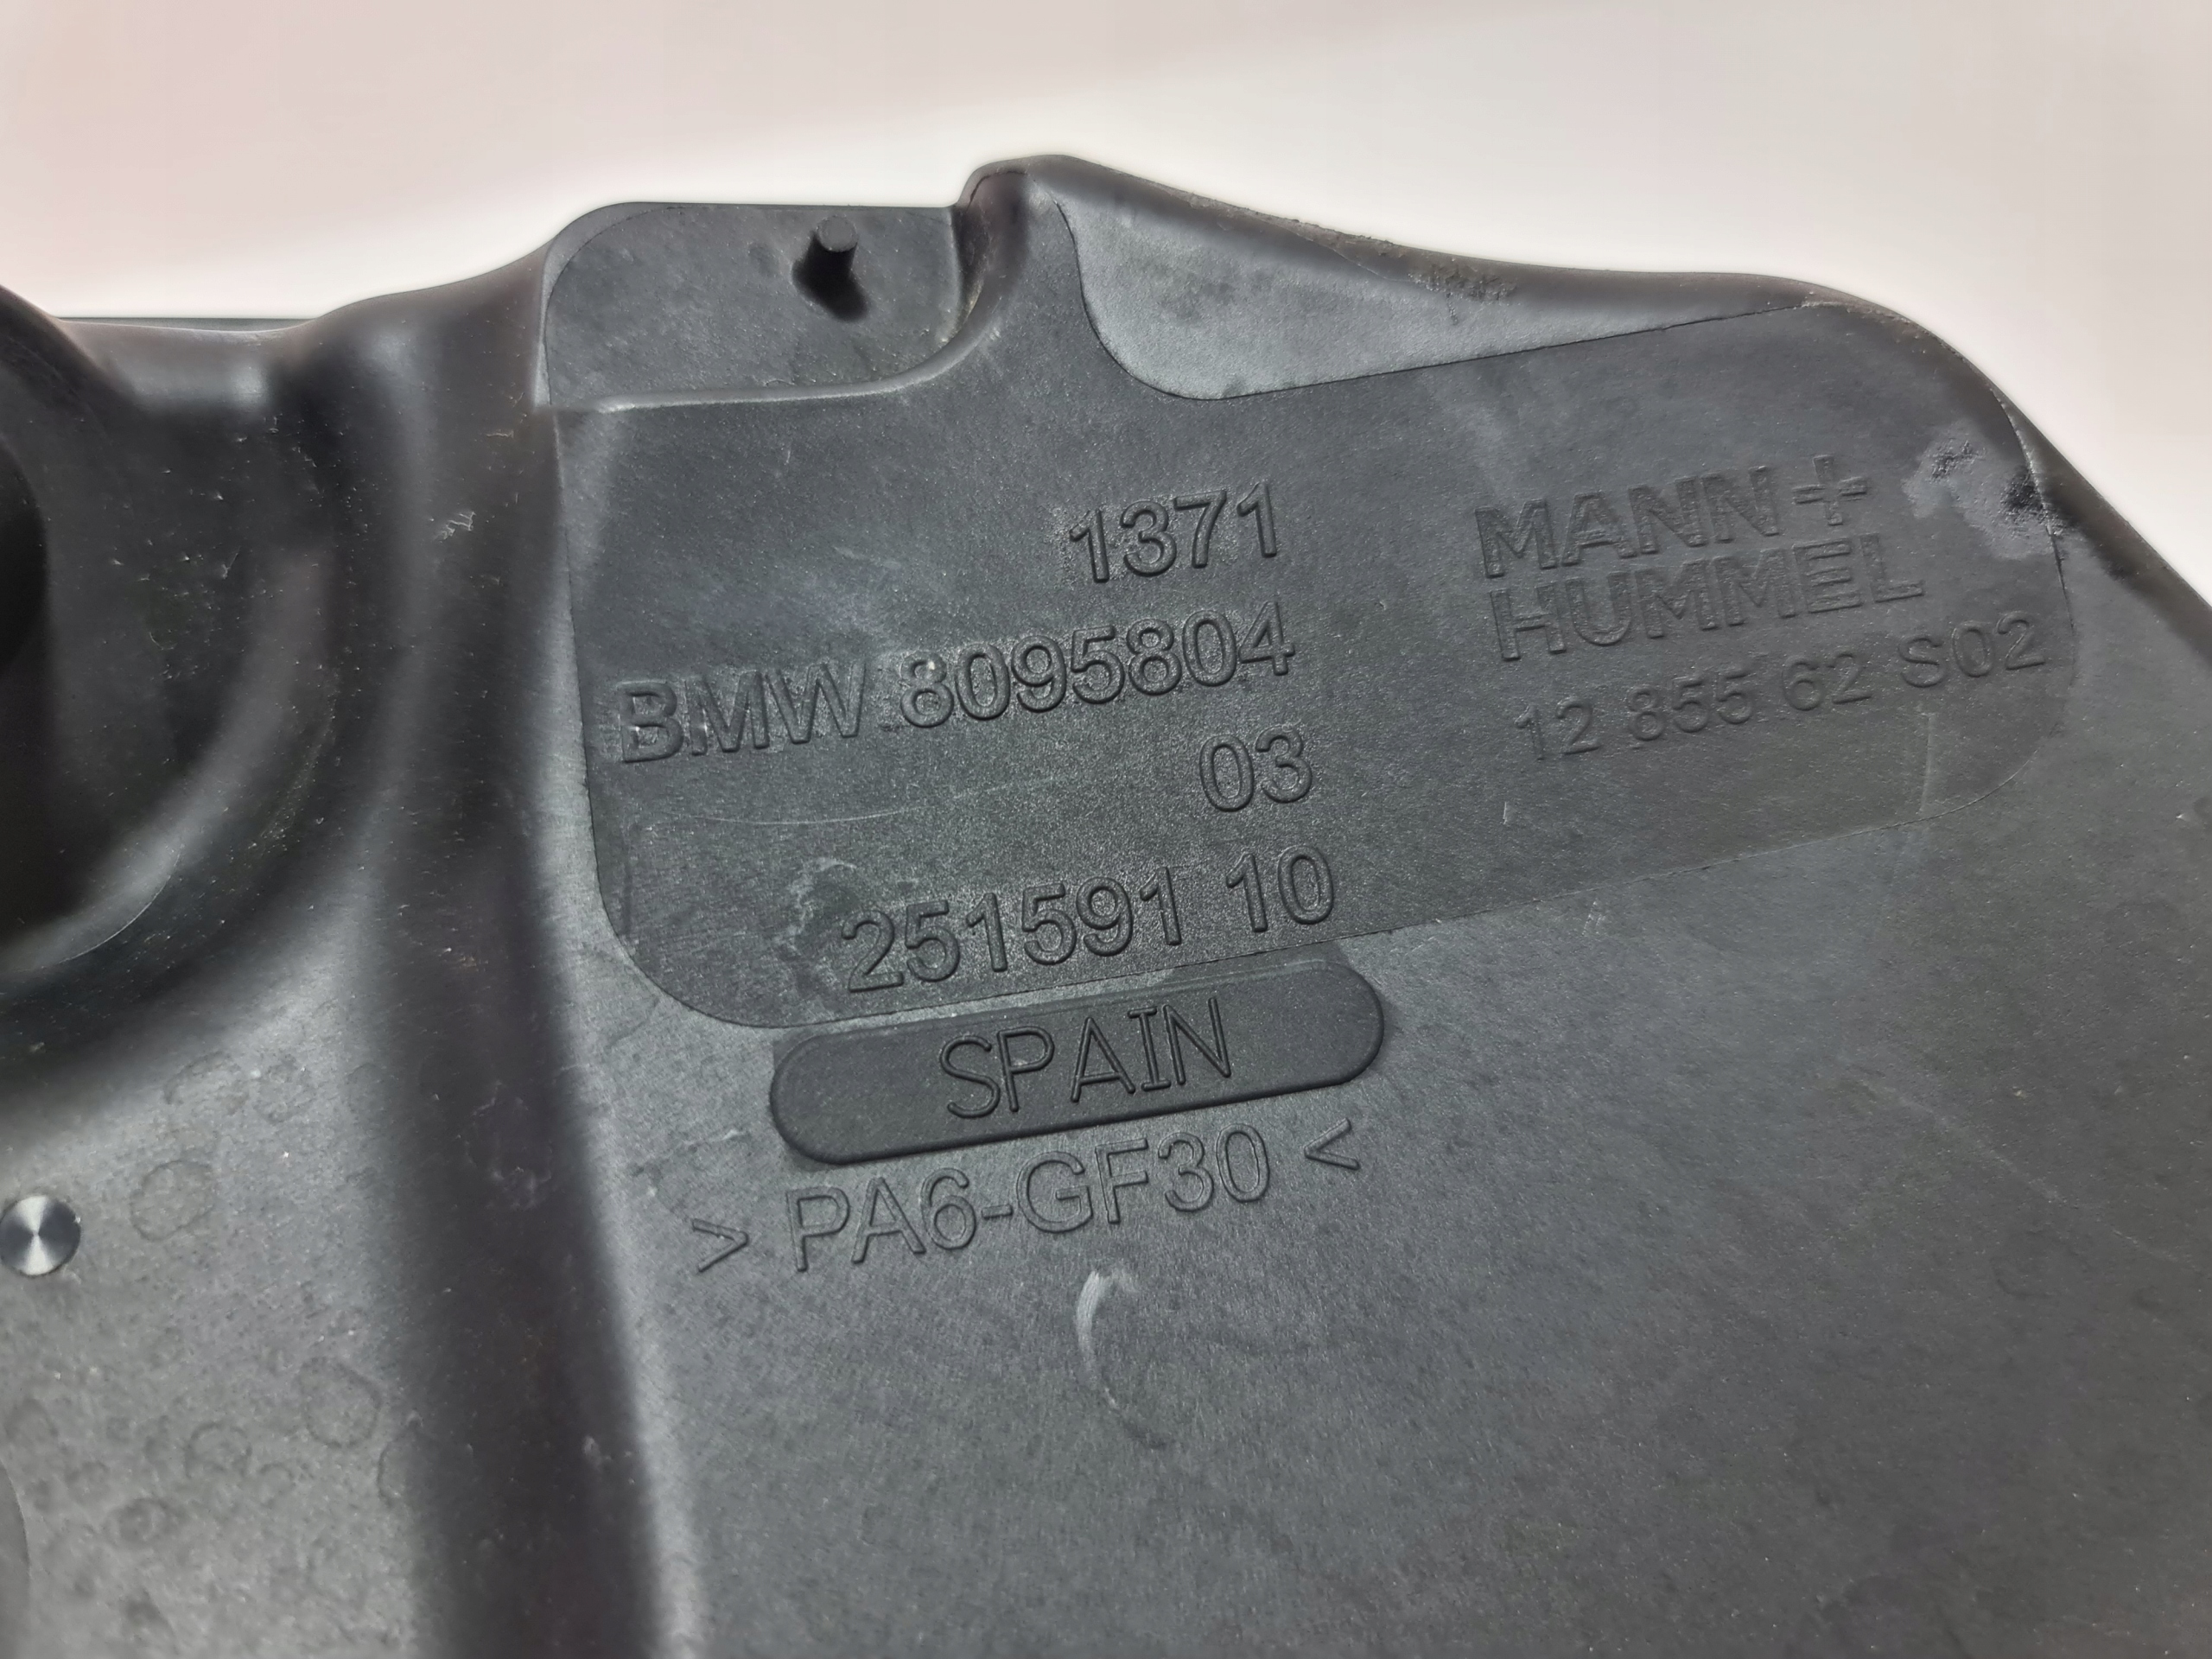 1371
BMW 8095804
03
251591 10
MANN+
HUMMEL
12 855 62 S02
SPAIN
> PA6-GF30 <